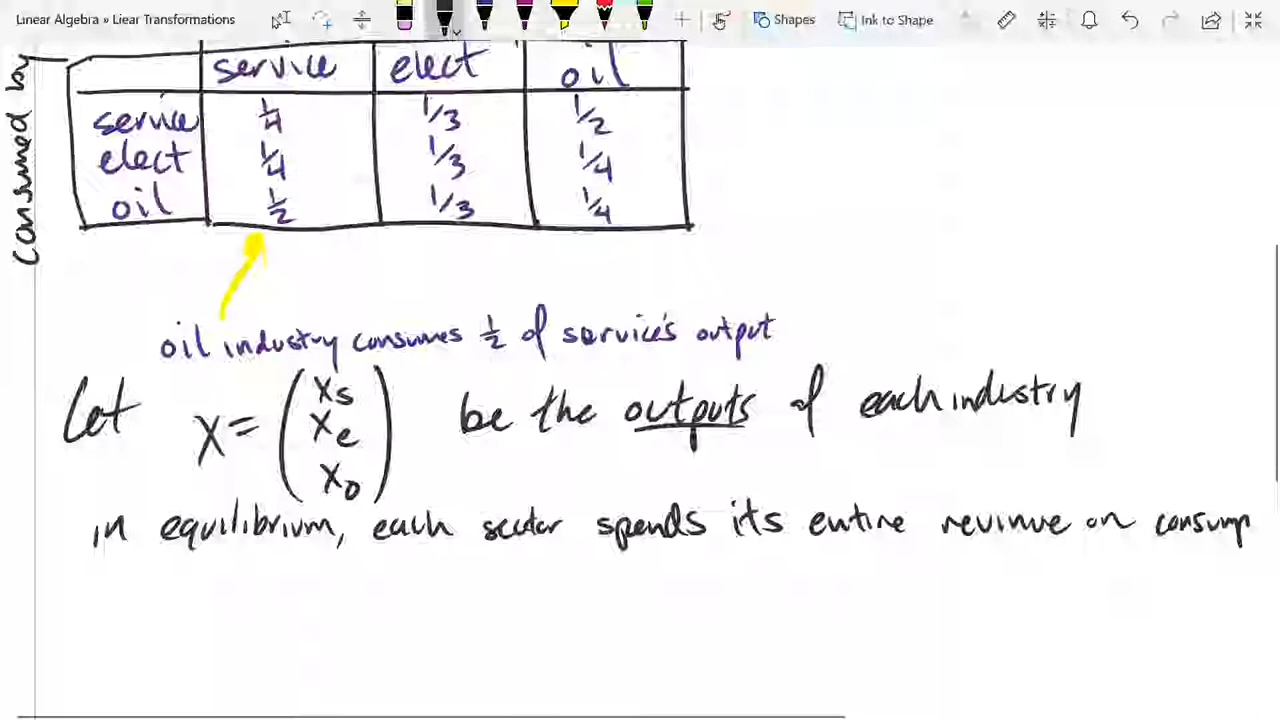 Linear Algebra » Liear Transformations
Shapes
Ink to Shape
Consumed by
service elect oil
service 1/4 1/3 1/2
elect 1/4 1/3 1/4
oil 1/2 1/3 1/4
oil industry consumes 1/2 of service's output
Let X = (xs xe xo) be the outputs of each industry
in equilibrium, each sector spends its entire revinue on consump